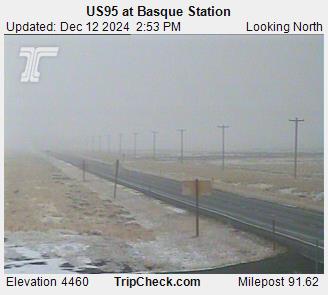 US95 at Basque Station
Updated: Dec 12 2024 2:53 PM Looking North
Elevation 4460 TripCheck.com Milepost 91.62